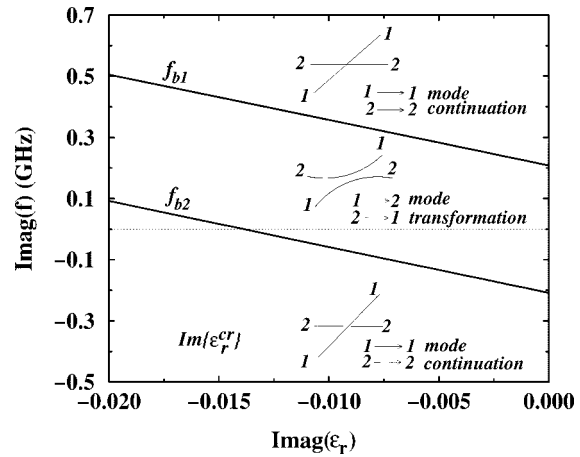 Imag(f) (GHz)
0.7
0.5
0.3
0.1
−0.1
−0.3
−0.5
f_b1
1
2 2
1
1 → 1 mode
2 → 2 continuation
1
2 2
1
1 → 2 mode
2 → 1 transformation
f_b2
1
2 2
1
Im{ε_r^cr}
1 → 1 mode
2 → 2 continuation
−0.020 −0.015 −0.010 −0.005 0.000
Imag(ε_r)